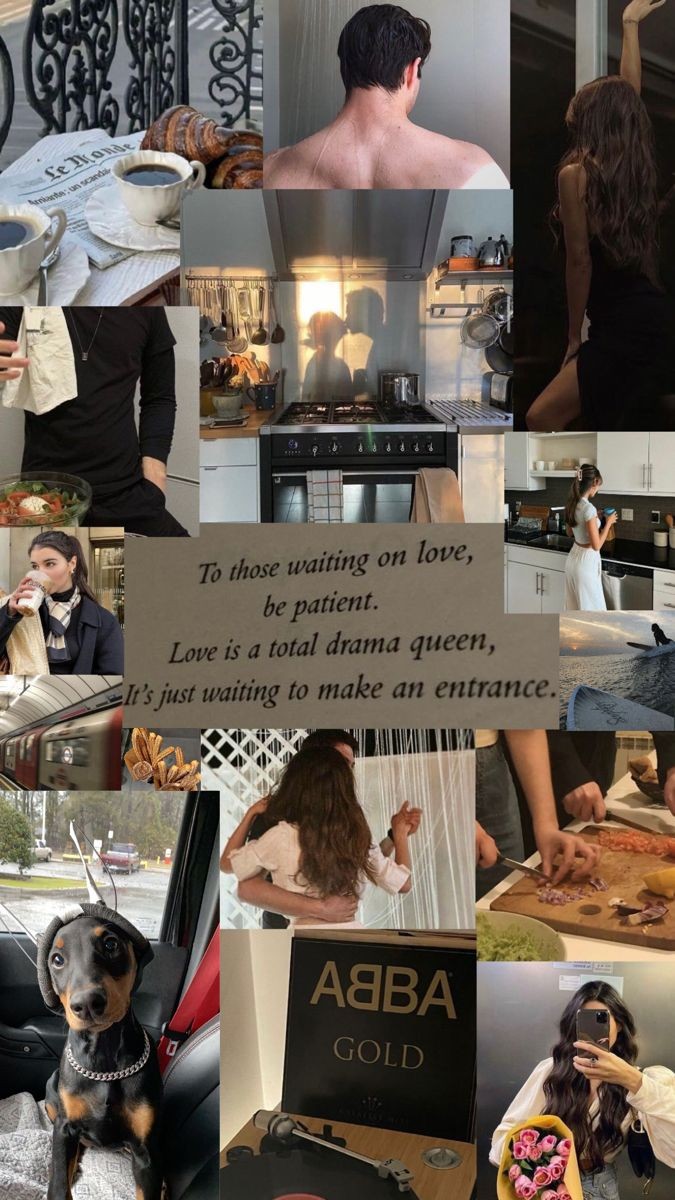 Le Monde
To those waiting on love,
be patient.
Love is a total drama queen,
It's just waiting to make an entrance.
ABBA
GOLD